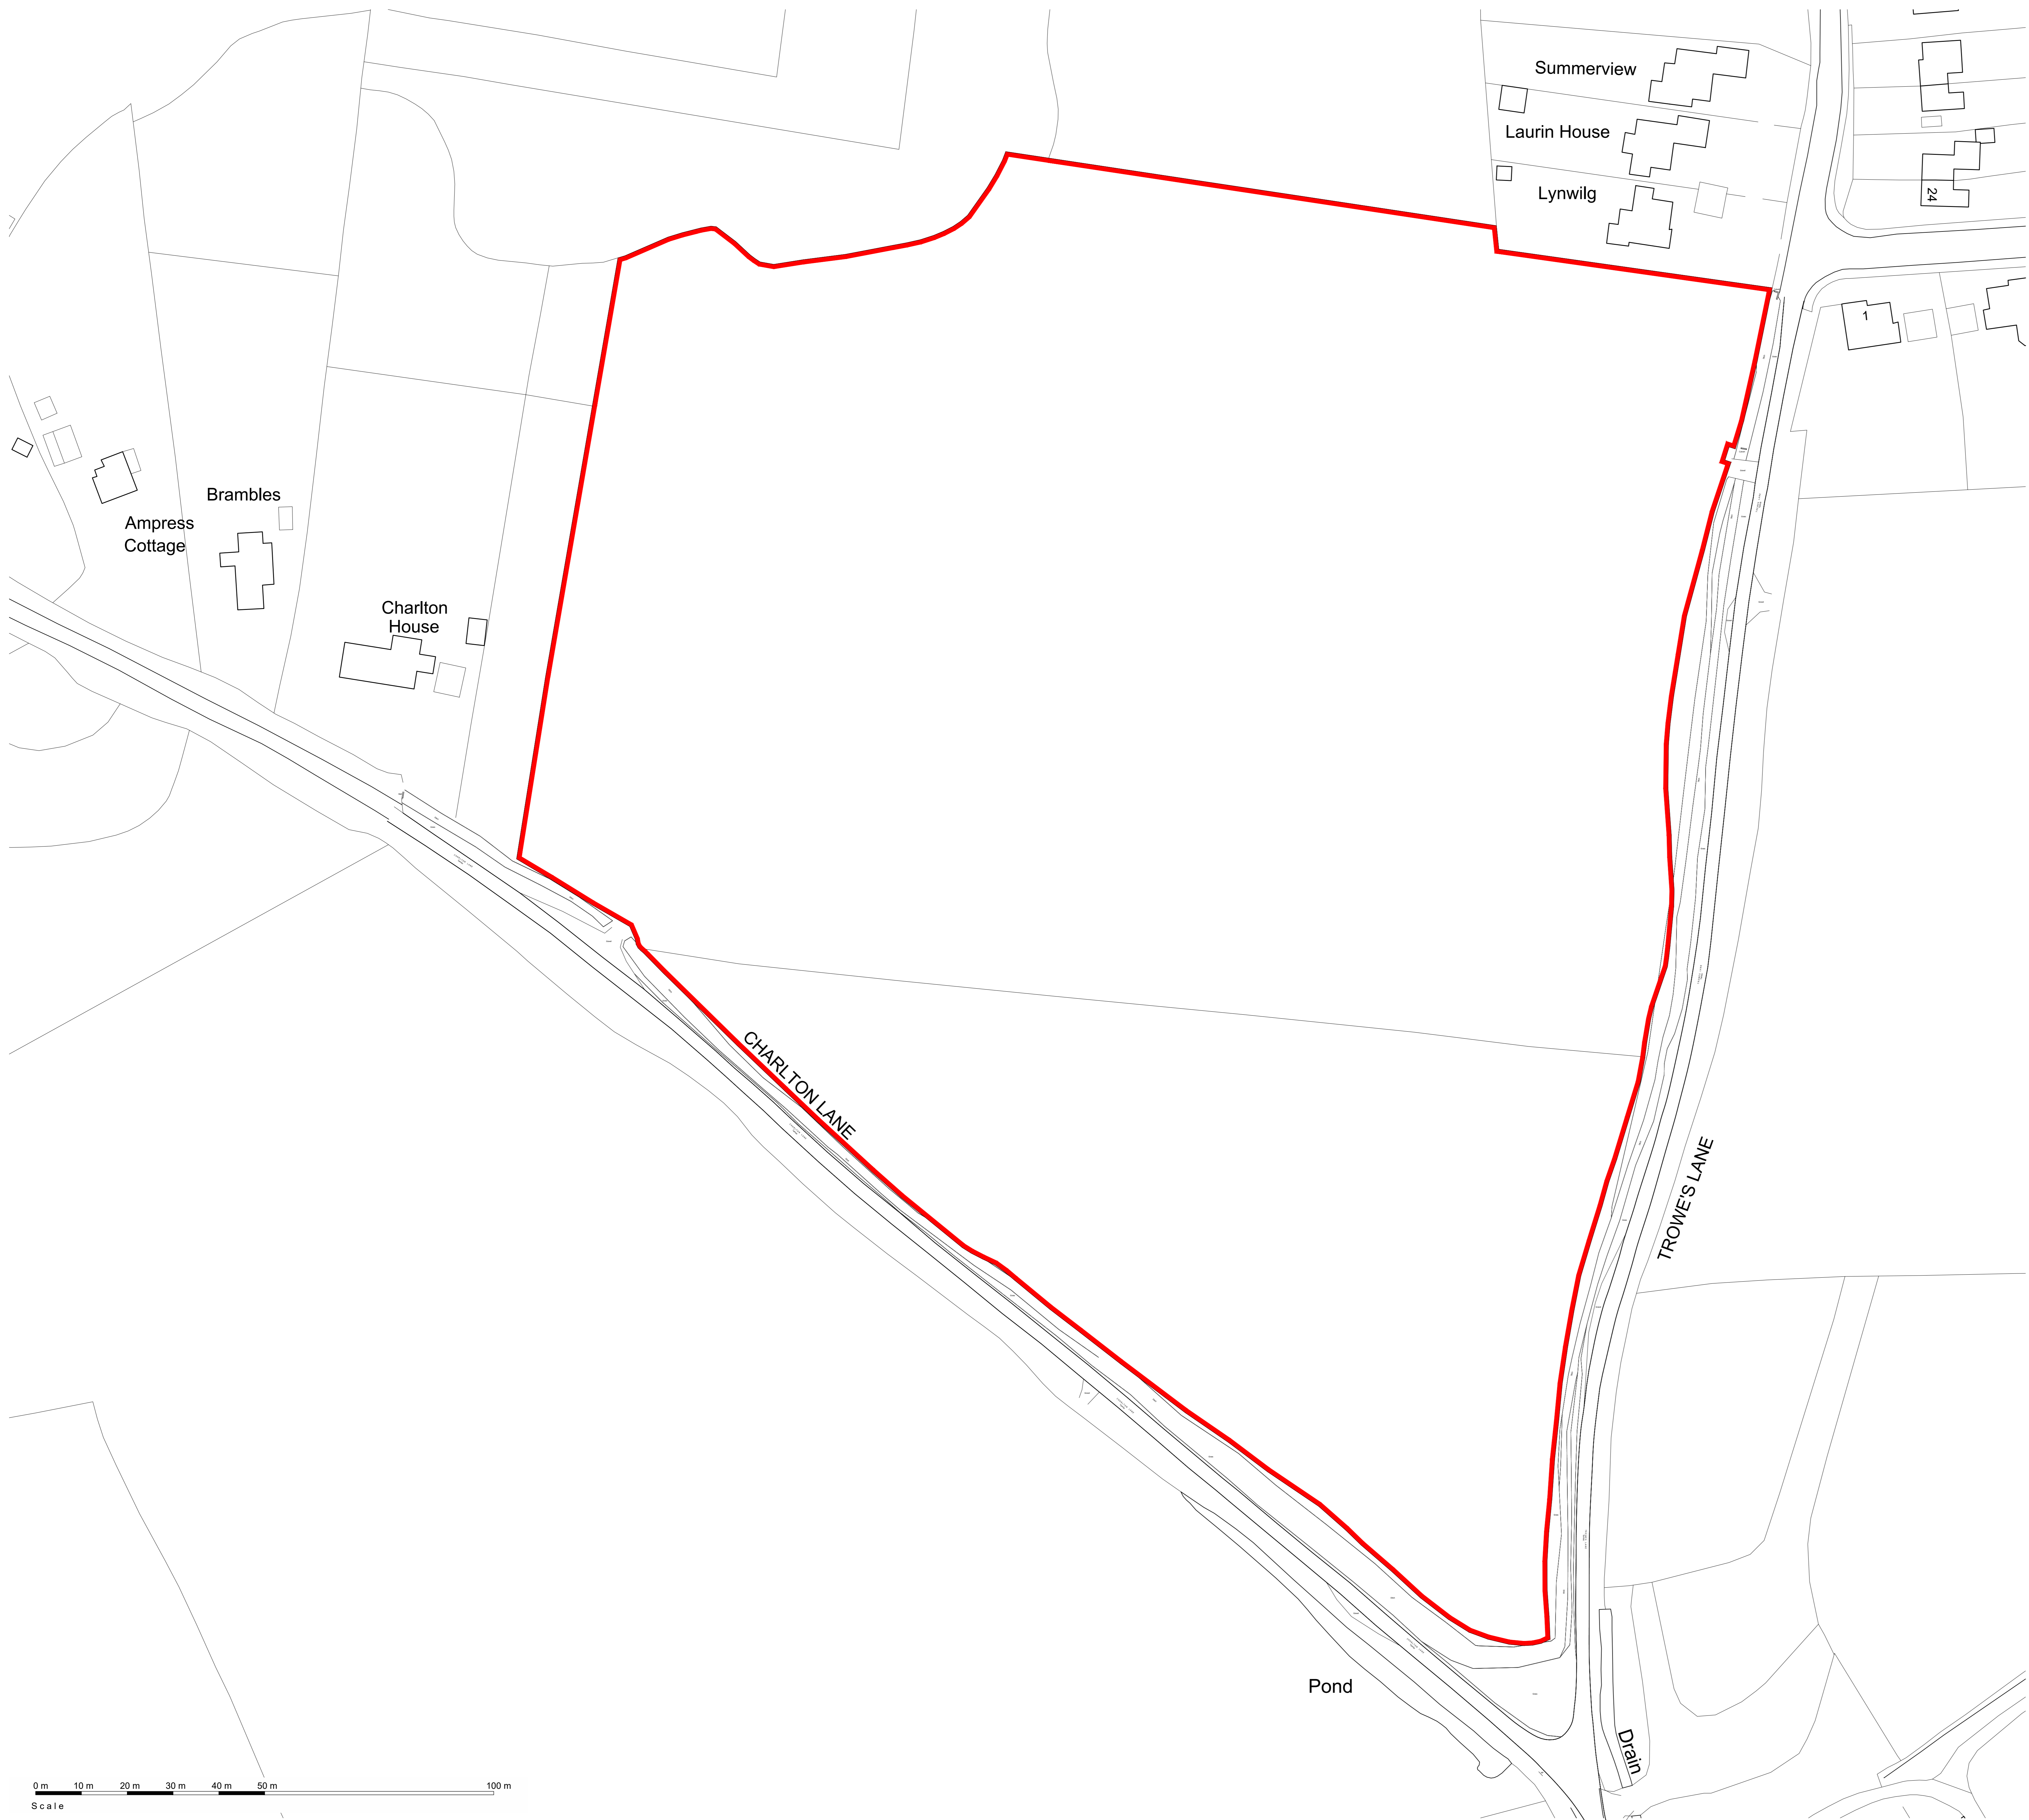 Summerview
Laurin House
Lynwilg
24
1
Brambles
Ampress
Cottage
Charlton
House
CHARLTON LANE
TROWE'S LANE
Pond
Drain
0 m 10 m 20 m 30 m 40 m 50 m 100 m
Scale